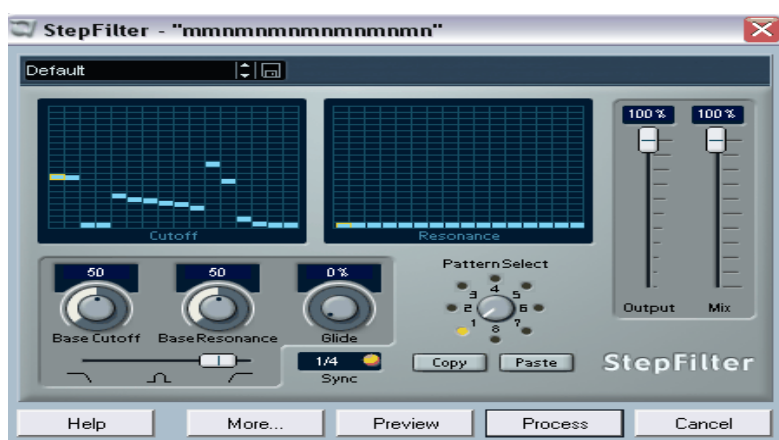 StepFilter - "mmnmnmnmnmnmnmn"
Default
Cutoff
Resonance
100 %
100 %
Output
Mix
50
50
0 %
Base Cutoff
Base Resonance
Glide
1/4
Sync
Pattern Select
1
2
3
4
5
6
7
8
Copy
Paste
StepFilter
Help
More...
Preview
Process
Cancel